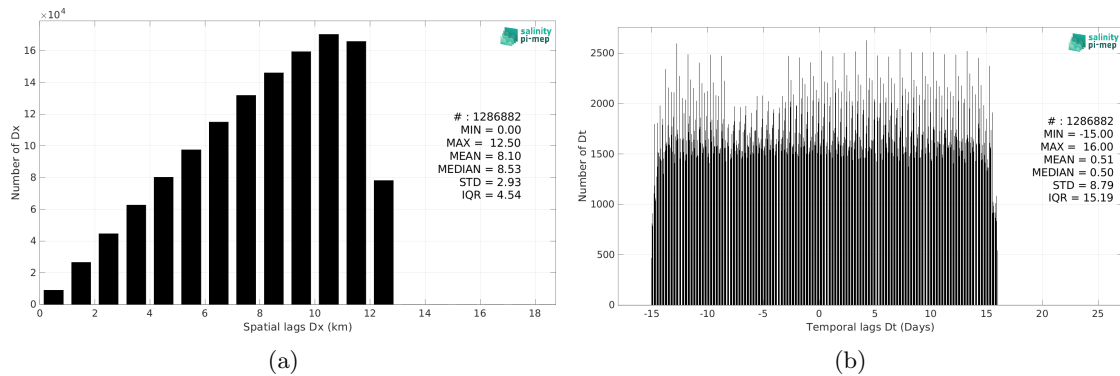 ×10⁴
16
14
12
10
8
6
4
2
0
Number of Dx
salinity
pi-mep
# : 1286882
MIN = 0.00
MAX = 12.50
MEAN = 8.10
MEDIAN = 8.53
STD = 2.93
IQR = 4.54
0 2 4 6 8 10 12 14 16 18
Spatial lags Dx (km)
(a)
2500
2000
1500
1000
500
0
Number of Dt
salinity
pi-mep
# : 1286882
MIN = -15.00
MAX = 16.00
MEAN = 0.51
MEDIAN = 0.50
STD = 8.79
IQR = 15.19
-15 -10 -5 0 5 10 15 20 25
Temporal lags Dt (Days)
(b)